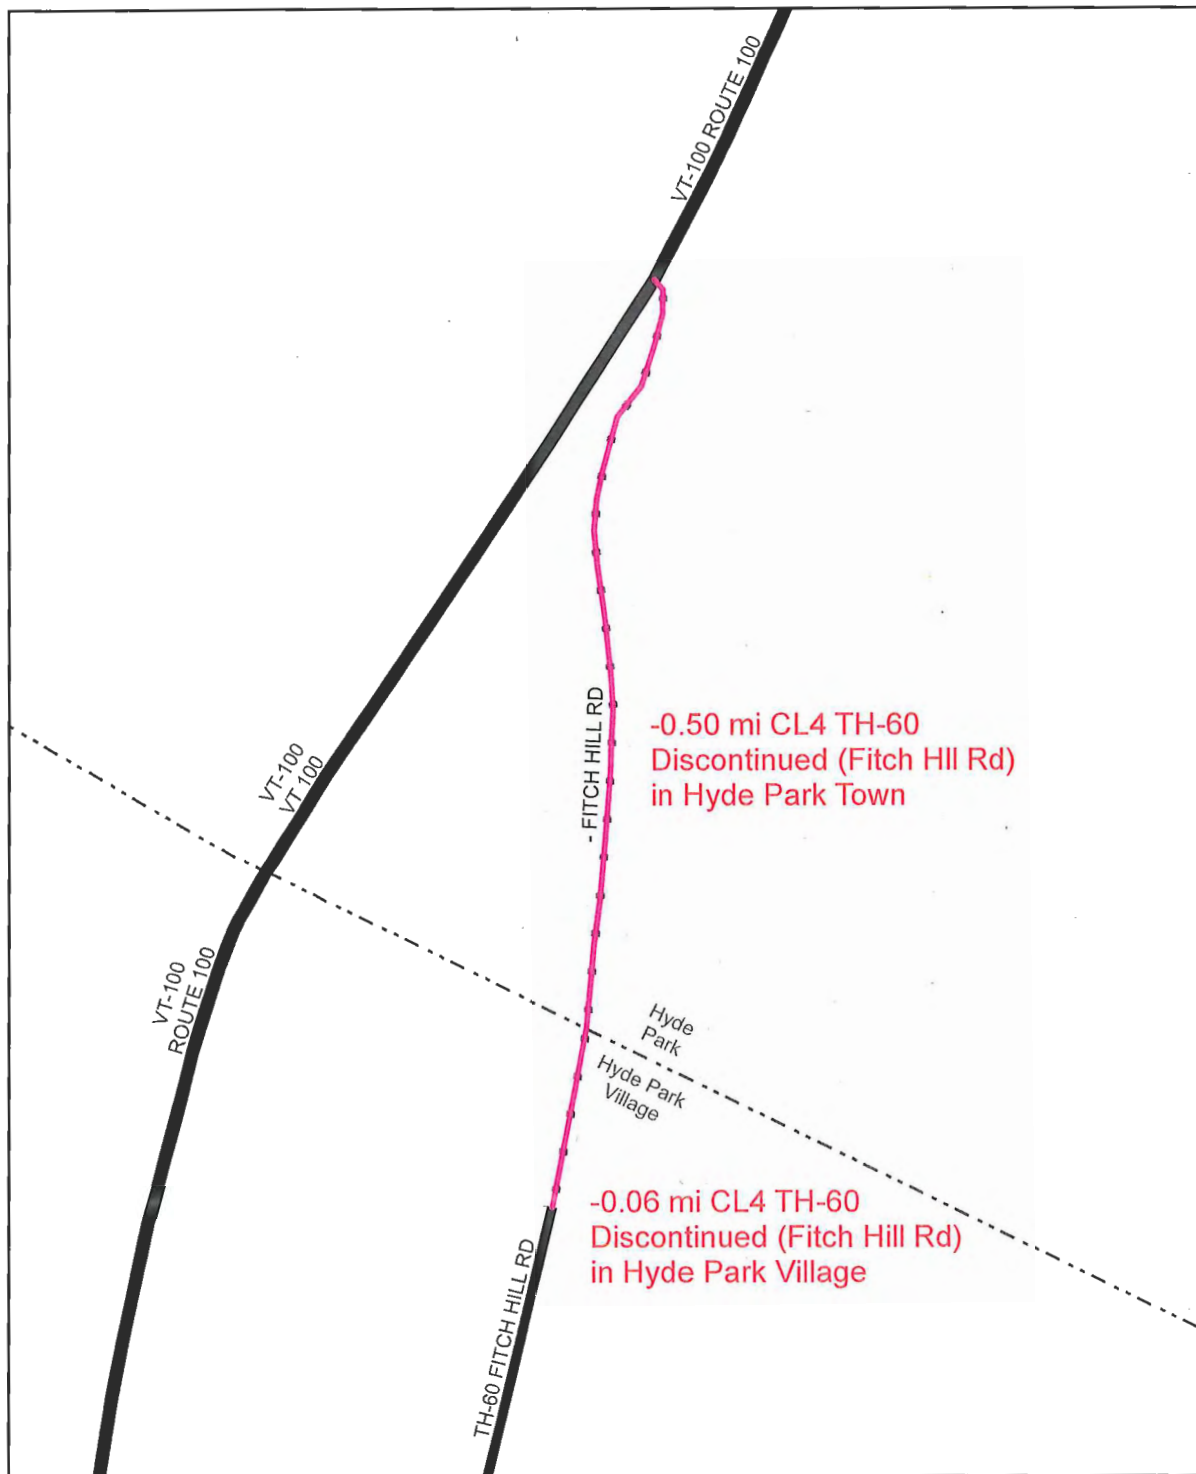 VT-100 ROUTE 100
- FITCH HILL RD
-0.50 mi CL4 TH-60
Discontinued (Fitch HIl Rd)
in Hyde Park Town
VT-100
VT 100
VT-100
ROUTE 100
Hyde
Park
Hyde Park
Village
-0.06 mi CL4 TH-60
Discontinued (Fitch Hill Rd)
in Hyde Park Village
TH-60 FITCH HILL RD